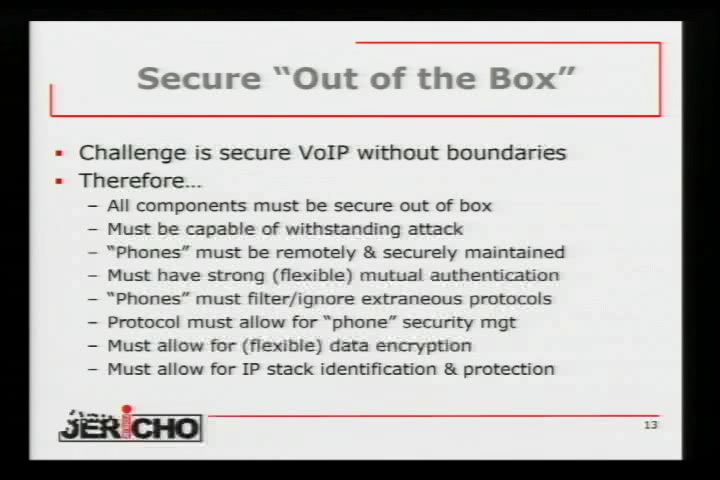 Secure “Out of the Box”
▪ Challenge is secure VoIP without boundaries
▪ Therefore…
– All components must be secure out of box
– Must be capable of withstanding attack
– “Phones” must be remotely & securely maintained
– Must have strong (flexible) mutual authentication
– “Phones” must filter/ignore extraneous protocols
– Protocol must allow for “phone” security mgt
– Must allow for (flexible) data encryption
– Must allow for IP stack identification & protection
JERiCHO
13